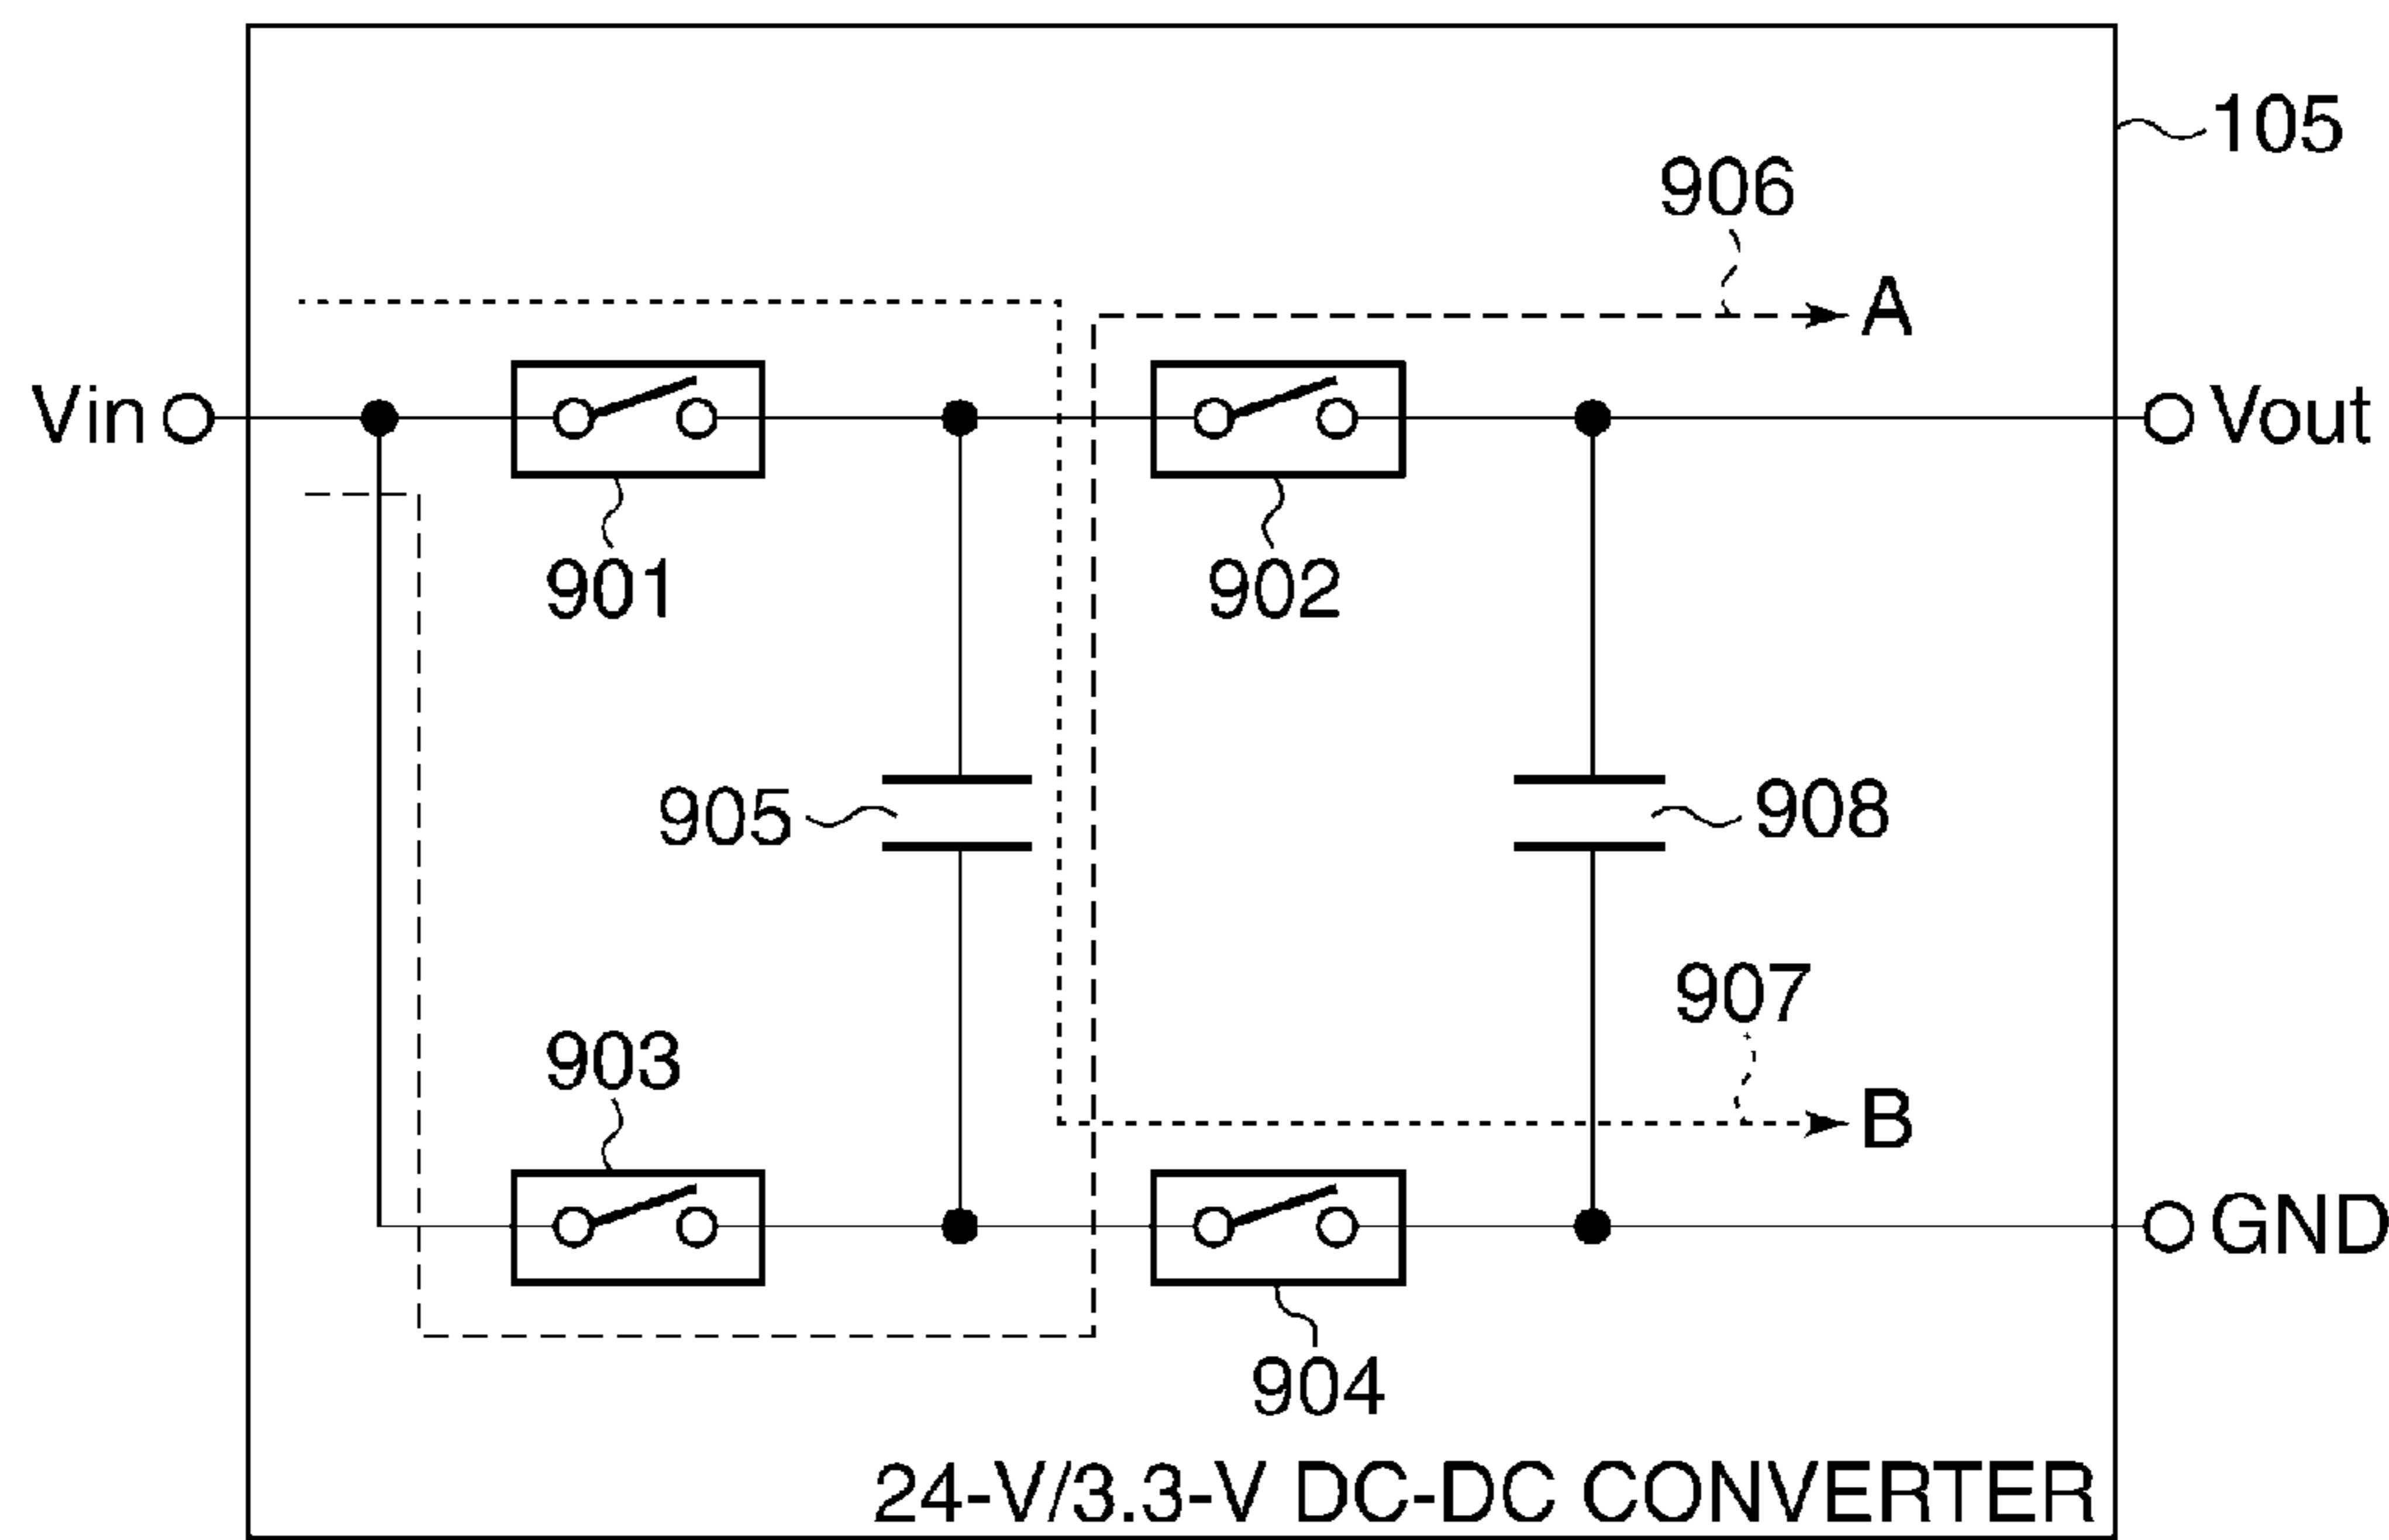 105
906
A
Vin
Vout
901
902
905
908
907
903
B
GND
904
24-V/3.3-V DC-DC CONVERTER